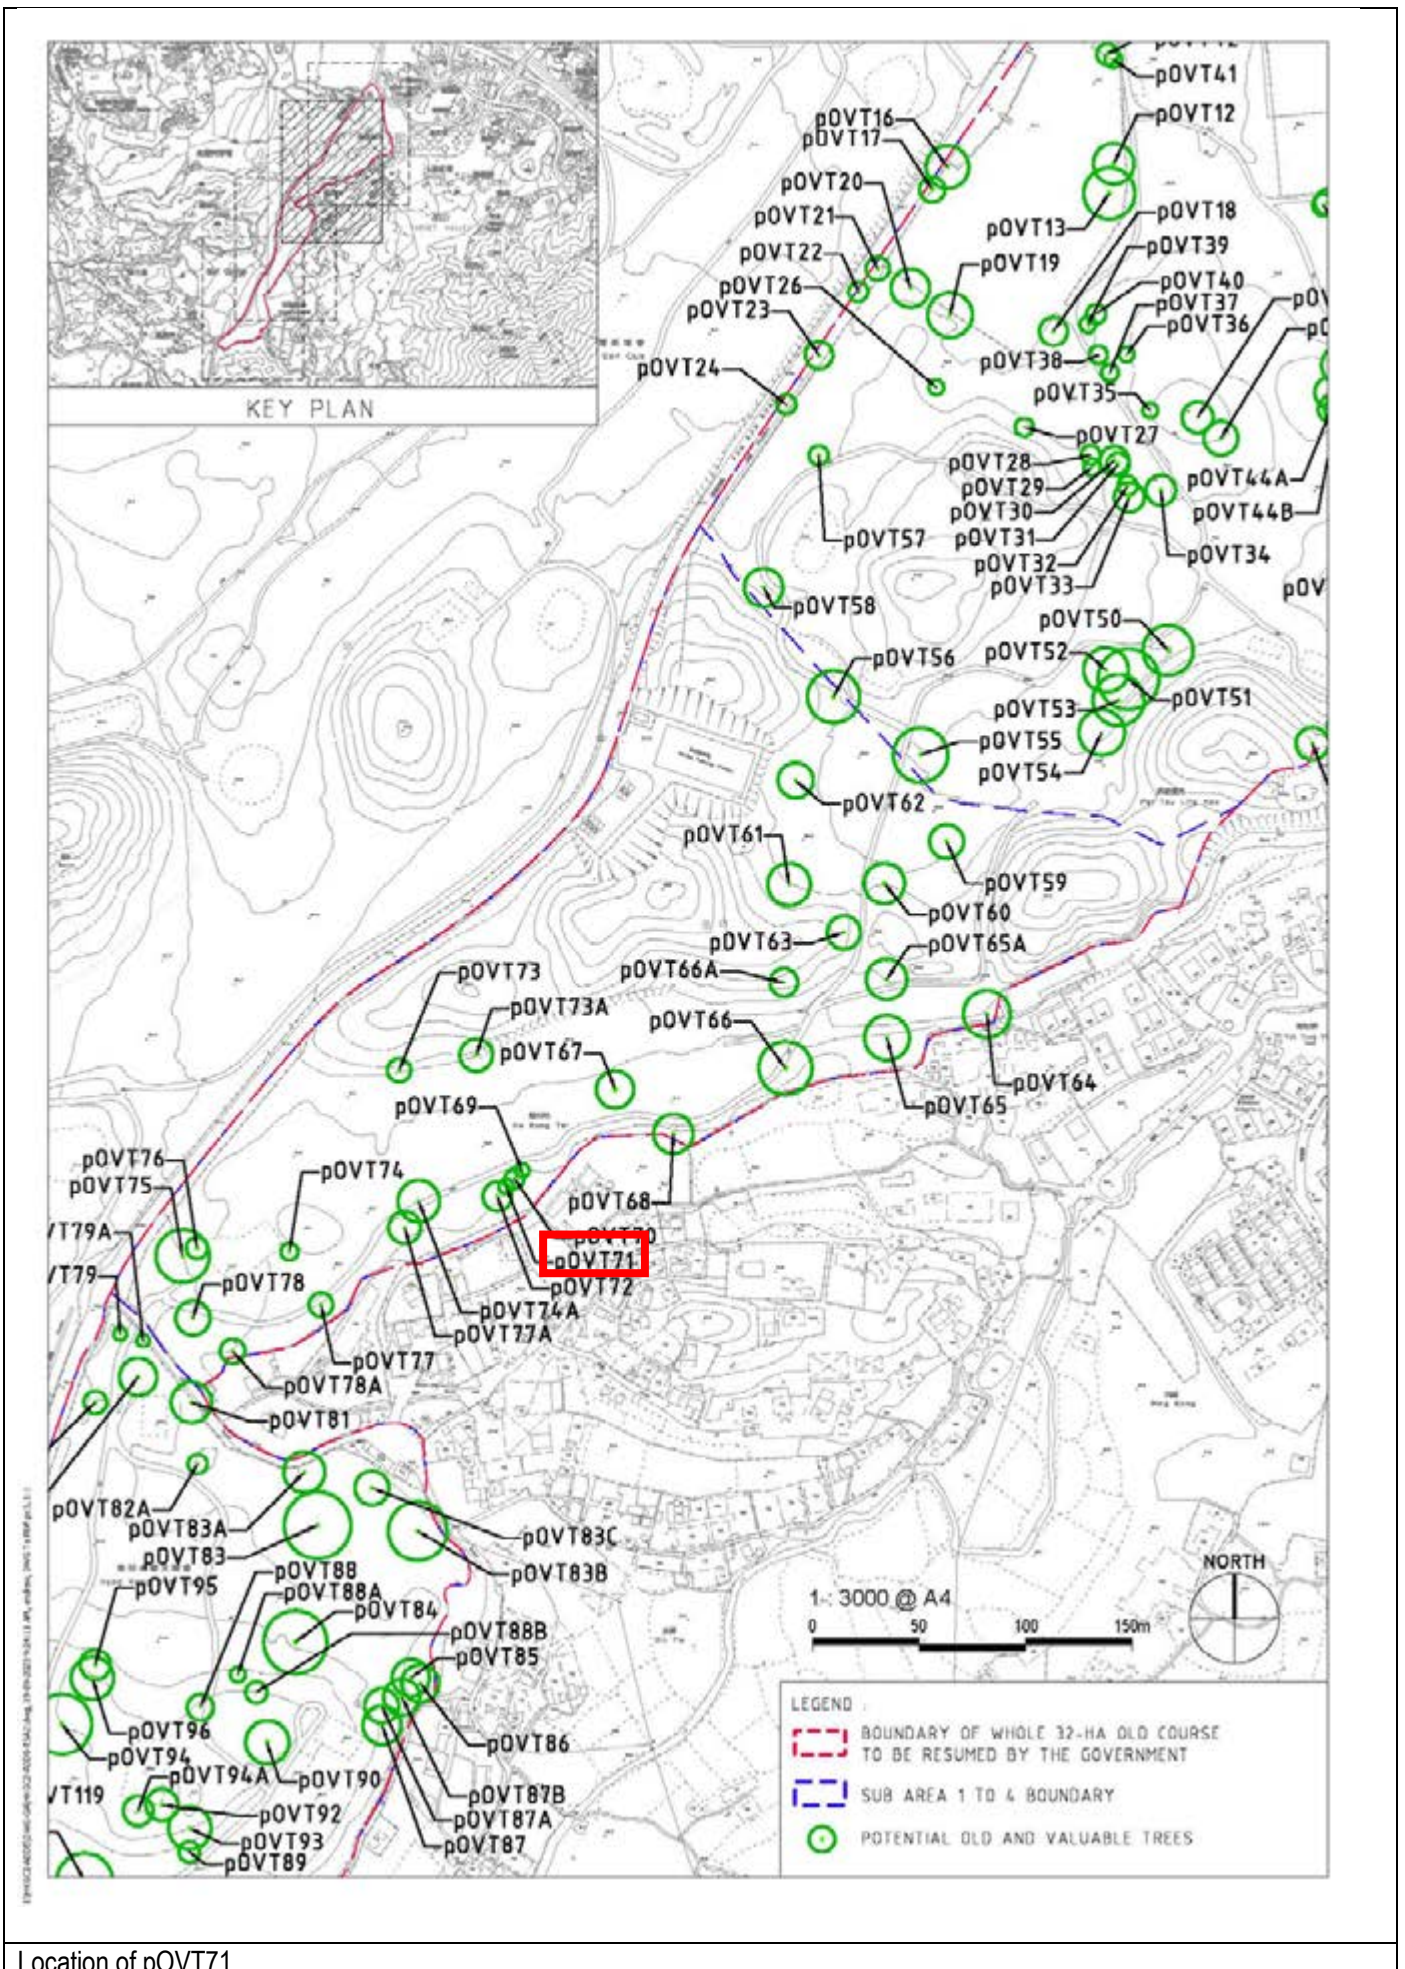 KEY PLAN
pOVT41
pOVT12
pOVT16
pOVT17
pOVT20
pOVT21
pOVT22
pOVT26
pOVT23
pOVT24
pOVT13
pOVT18
pOVT39
pOVT19
pOVT40
pOVT37
pOVT36
pOVT38
pOVT35
pOVT27
pOVT28
pOVT29
pOVT30
pOVT31
pOVT32
pOVT33
pOVT34
pOVT44A
pOVT44B
pOVT57
pOVT58
pOVT50
pOVT52
pOVT56
pOVT51
pOVT53
pOVT55
pOVT54
pOVT62
pOVT61
pOVT59
pOVT60
pOVT63
pOVT65A
pOVT66A
pOVT73
pOVT73A
pOVT66
pOVT67
pOVT64
pOVT65
pOVT69
pOVT76
pOVT74
pOVT75
pOVT68
VT79A
pOVT70
pOVT71
VT79
pOVT78
pOVT72
pOVT74A
pOVT77A
pOVT77
pOVT78A
pOVT81
pOVT82A
pOVT83A
pOVT83C
pOVT83
pOVT83B
pOVT88
pOVT95
pOVT88A
pOVT84
pOVT88B
pOVT85
pOVT96
pOVT86
pOVT94
pOVT94A
pOVT90
pOVT87B
VT119
pOVT92
pOVT87A
pOVT93
pOVT87
pOVT89
NORTH
1 : 3000 @ A4
0 50 100 150m
LEGEND :
BOUNDARY OF WHOLE 32-HA OLD COURSE
TO BE RESUMED BY THE GOVERNMENT
SUB AREA 1 TO 4 BOUNDARY
POTENTIAL OLD AND VALUABLE TREES
Location of pOVT71